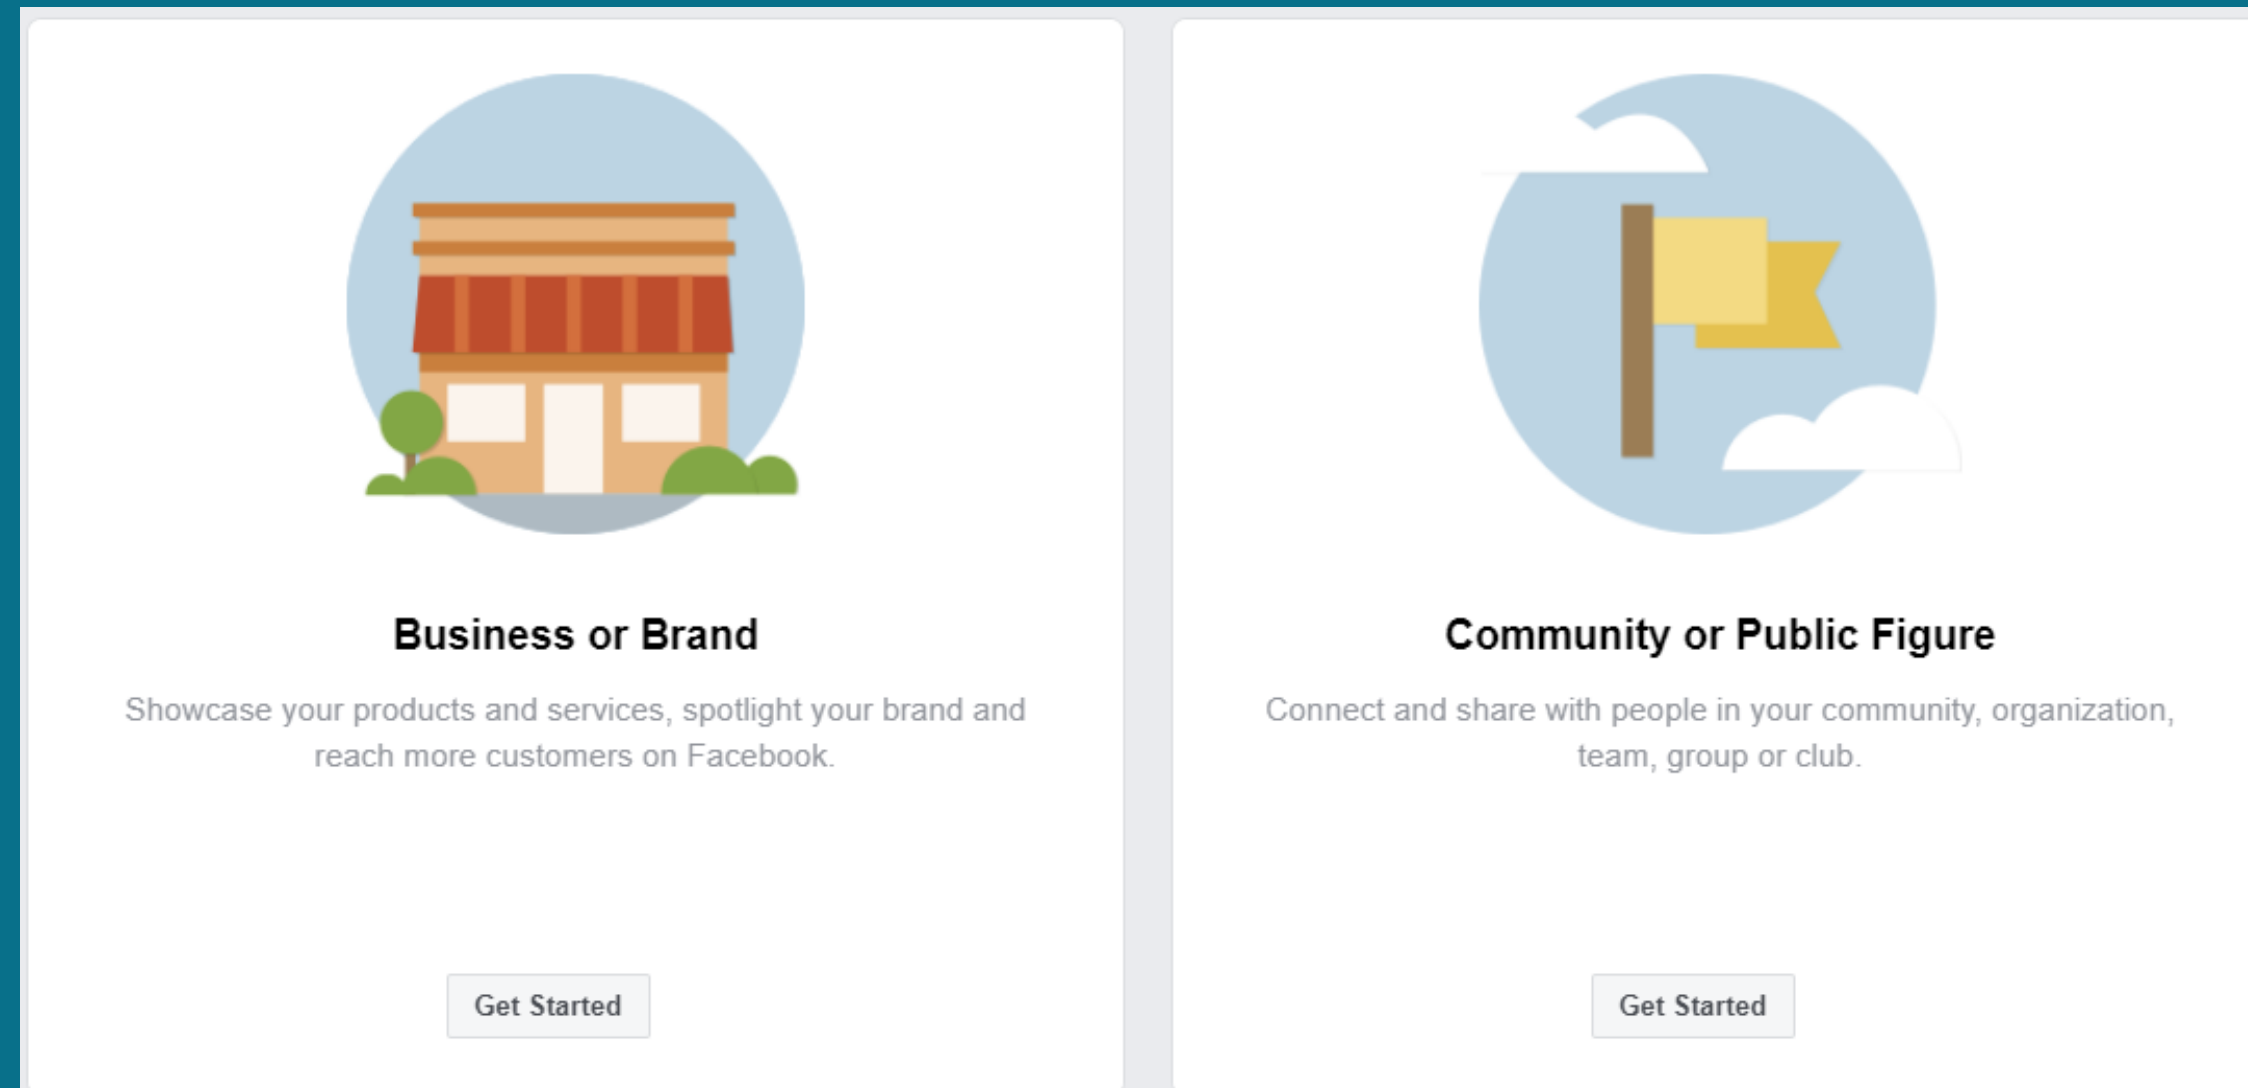 Business or Brand
Showcase your products and services, spotlight your brand and
reach more customers on Facebook.
Get Started
Community or Public Figure
Connect and share with people in your community, organization,
team, group or club.
Get Started